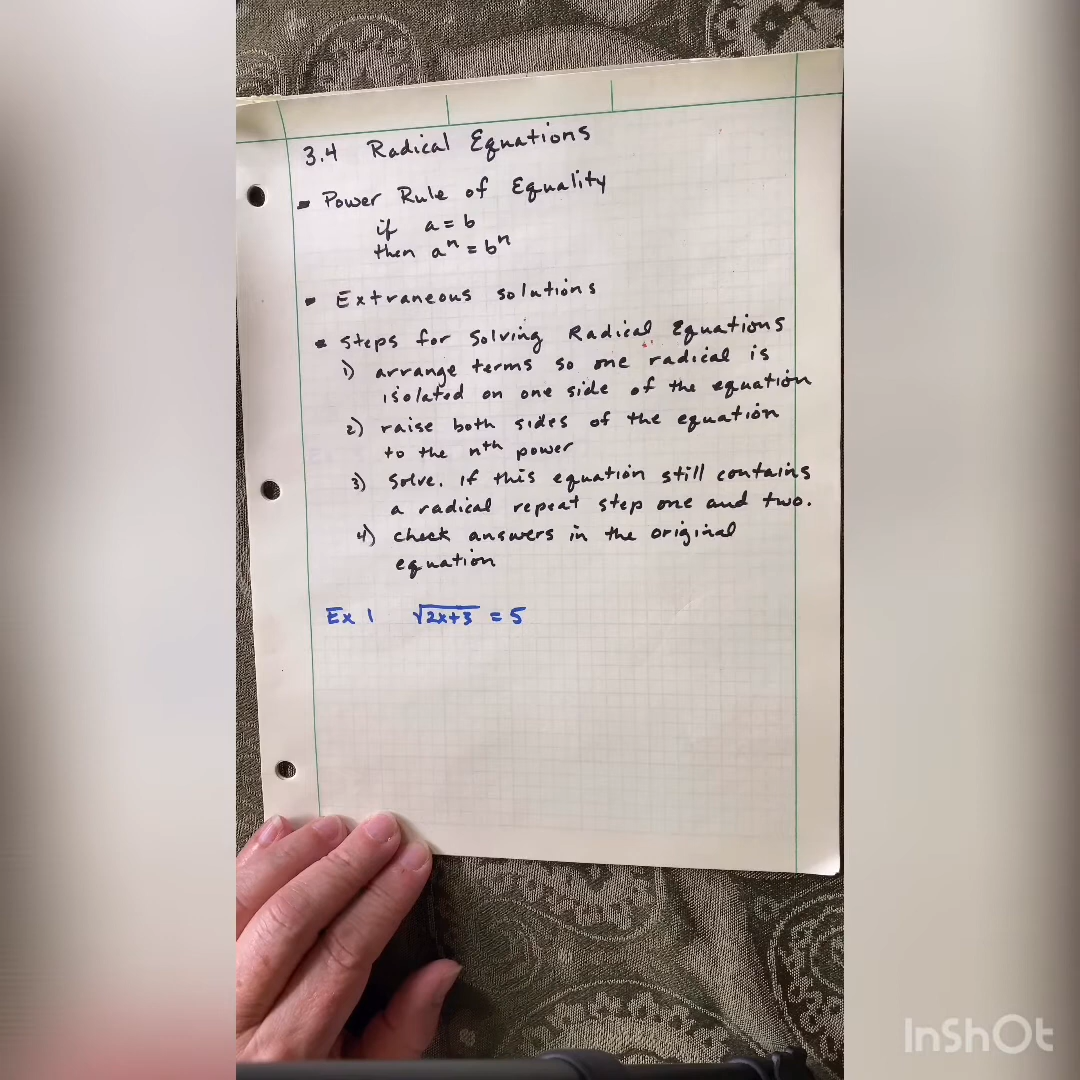 3.4 Radical Equations
Power Rule of Equality
if a = b
then aⁿ = bⁿ
Extraneous solutions
Steps for Solving Radical Equations
1) arrange terms so one radical is
isolated on one side of the equation
2) raise both sides of the equation
to the nth power
3) Solve. if this equation still contains
a radical repeat step one and two.
4) check answers in the original
equation
Ex 1 √2x+3 = 5
InShOt